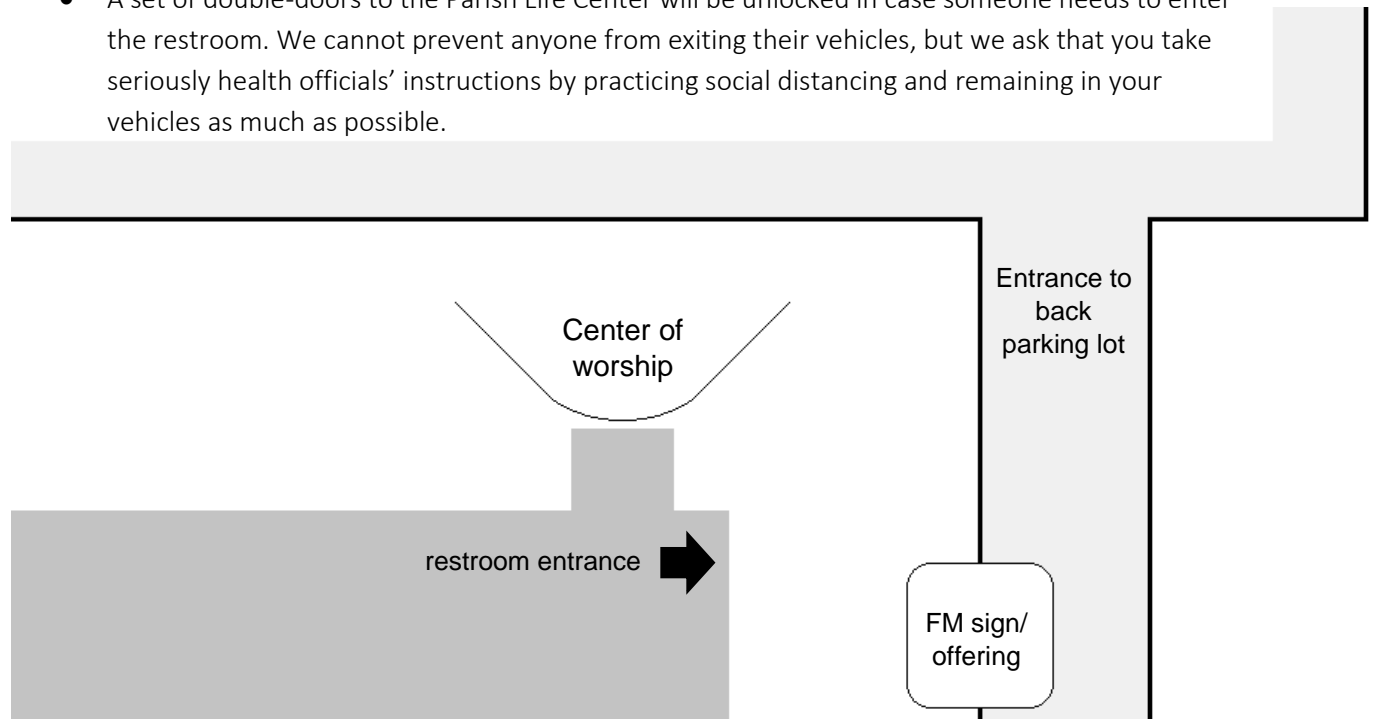 • A set of double-doors to the Parish Life Center will be unlocked in case someone needs to enter
the restroom. We cannot prevent anyone from exiting their vehicles, but we ask that you take
seriously health officials’ instructions by practicing social distancing and remaining in your
vehicles as much as possible.
Entrance to
back
parking lot
Center of
worship
restroom entrance
FM sign/
offering